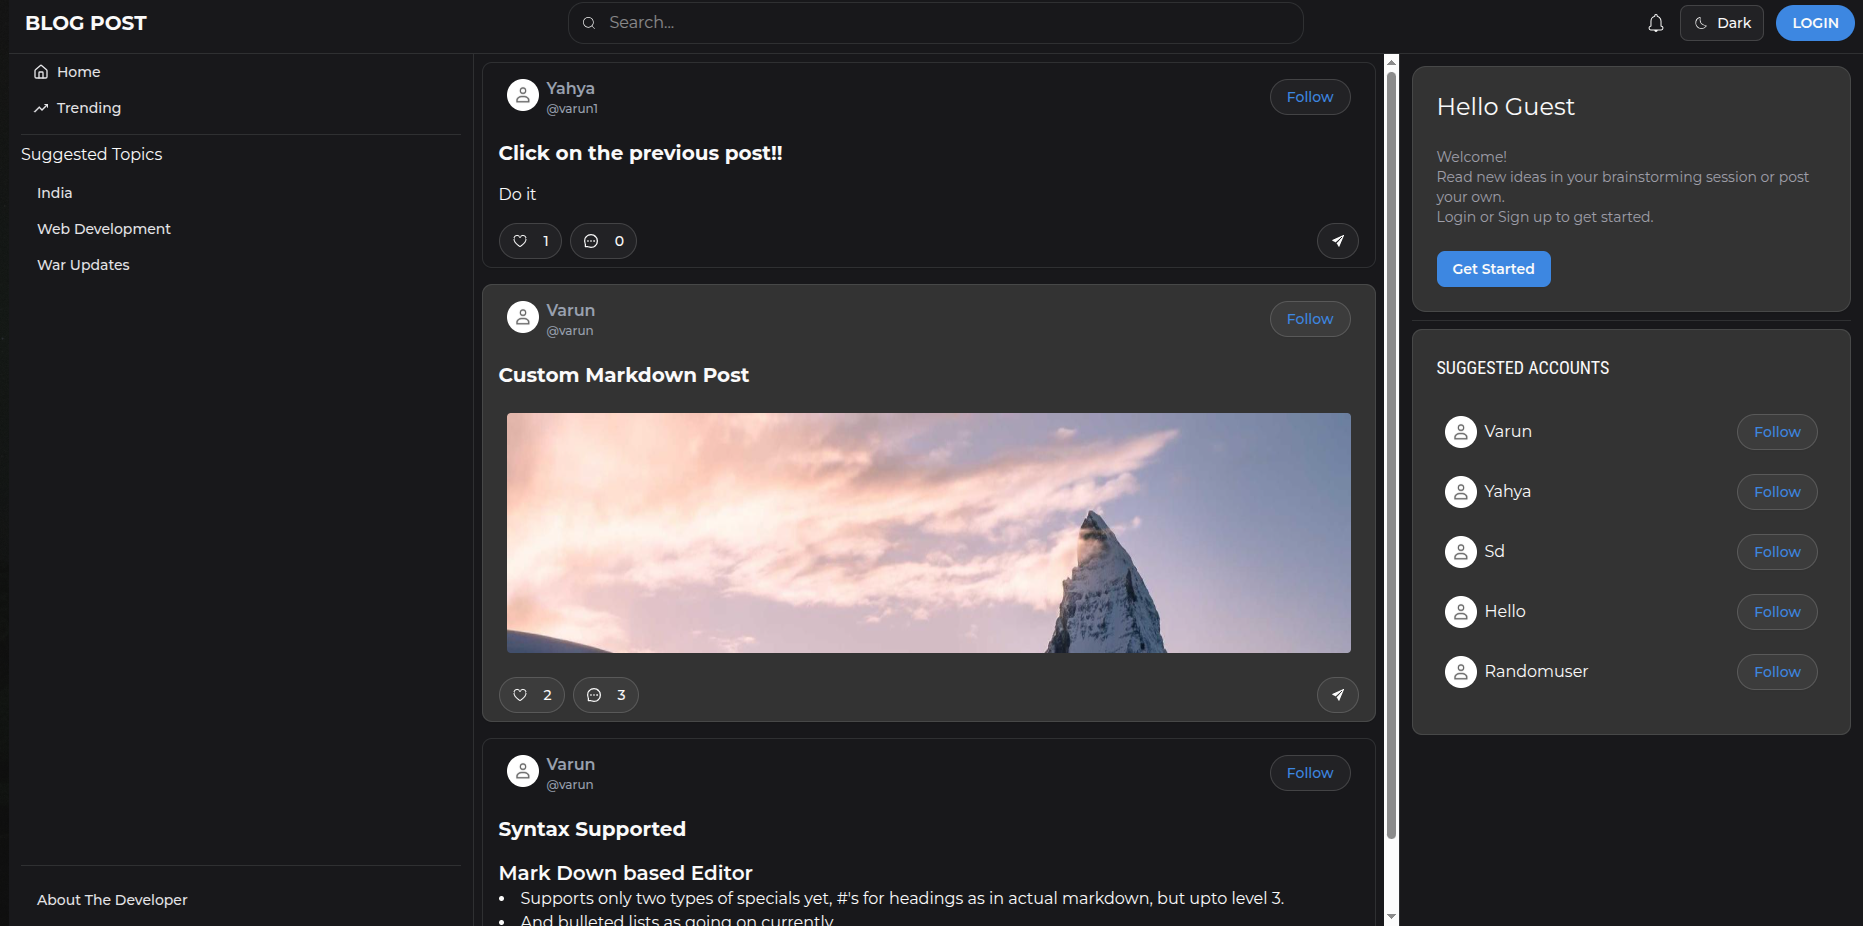 BLOG POST
Search...
Dark
LOGIN
Home
Trending
Suggested Topics
India
Web Development
War Updates
About The Developer
Yahya
@varun1
Follow
Click on the previous post!!
Do it
1
0
Varun
@varun
Follow
Custom Markdown Post
2
3
Varun
@varun
Follow
Syntax Supported
Mark Down based Editor
• Supports only two types of specials yet, #'s for headings as in actual markdown, but upto level 3.
• And bulleted lists as going on currently
Hello Guest
Welcome!
Read new ideas in your brainstorming session or post
your own.
Login or Sign up to get started.
Get Started
SUGGESTED ACCOUNTS
Varun
Follow
Yahya
Follow
Sd
Follow
Hello
Follow
Randomuser
Follow